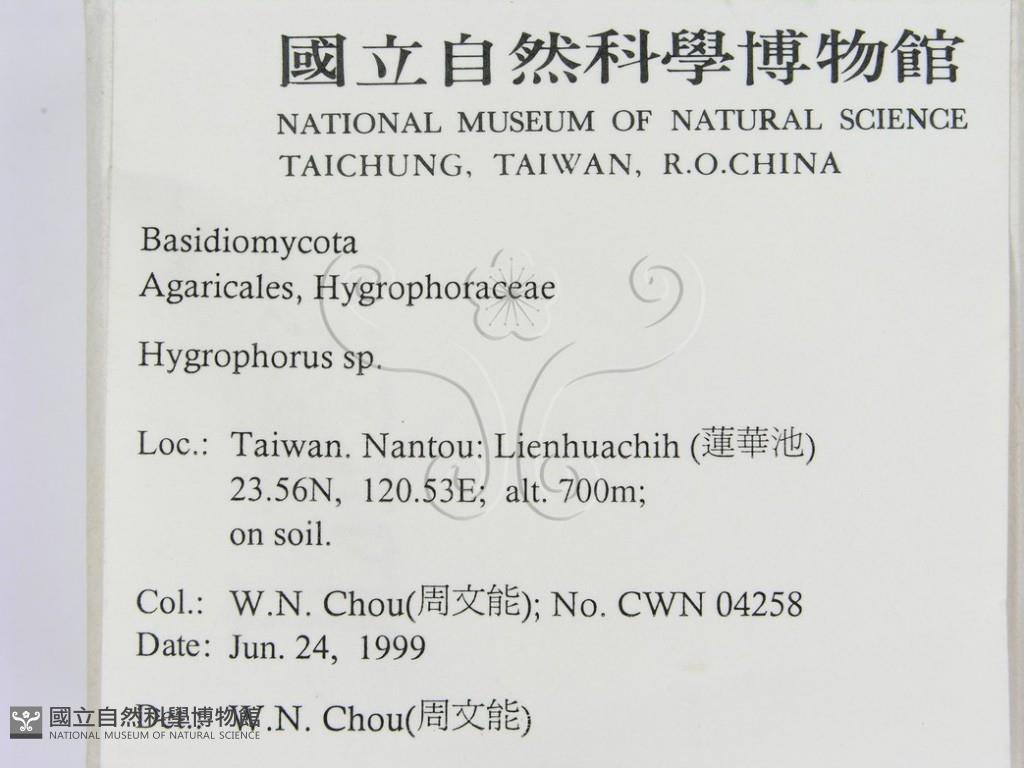 國立自然科學博物館
NATIONAL MUSEUM OF NATURAL SCIENCE
TAICHUNG, TAIWAN, R.O.CHINA
Basidiomycota
Agaricales, Hygrophoraceae
Hygrophorus sp.
Loc.: Taiwan. Nantou: Lienhuachih (蓮華池)
23.56N, 120.53E; alt. 700m;
on soil.
Col.: W.N. Chou(周文能); No. CWN 04258
Date: Jun. 24, 1999
Det.: W.N. Chou(周文能)
國立自然科學博物館
NATIONAL MUSEUM OF NATURAL SCIENCE